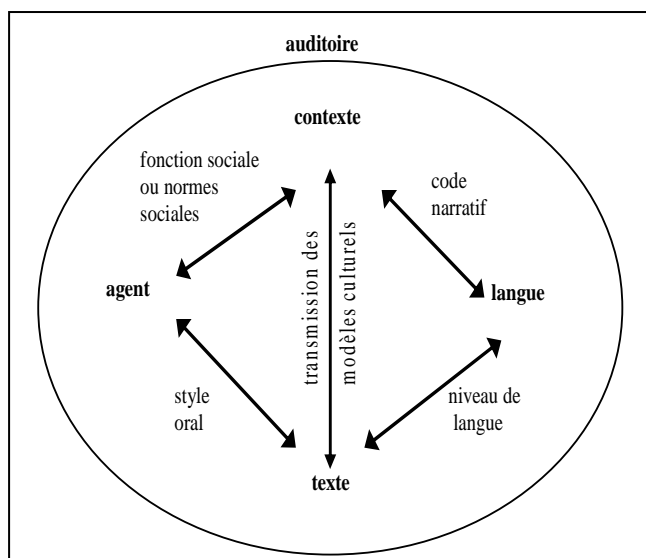 auditoire
contexte
fonction sociale
ou normes
sociales
code
narratif
transmission des
modèles culturels
agent
langue
style
oral
niveau de
langue
texte